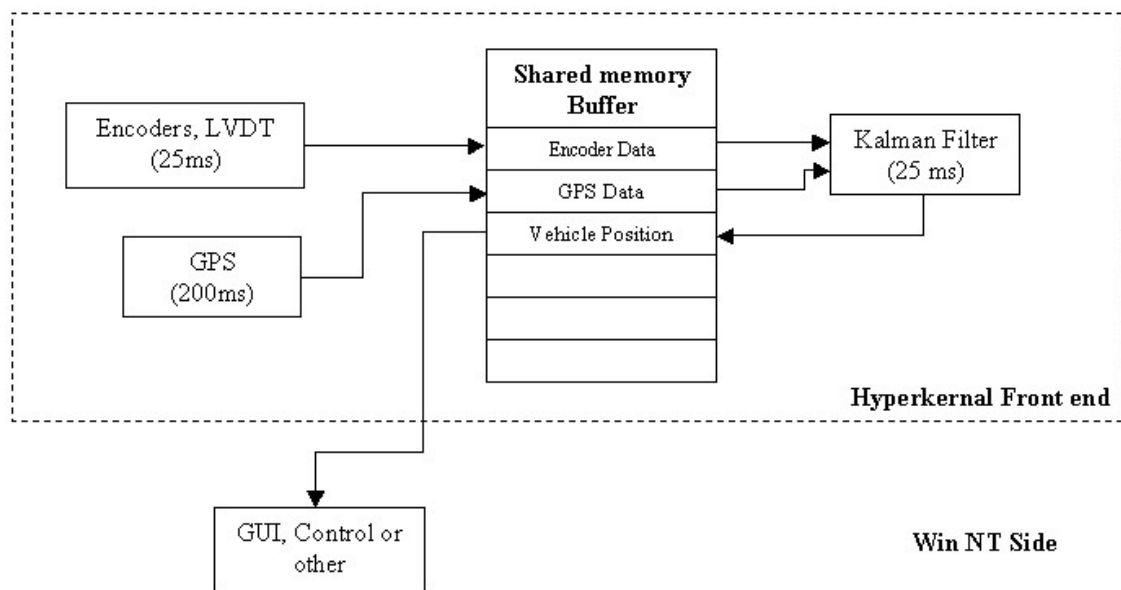 Shared memory
Buffer
Encoders, LVDT
(25ms)
Encoder Data
Kalman Filter
(25 ms)
GPS Data
Vehicle Position
GPS
(200ms)
Hyperkernal Front end
GUI, Control or
other
Win NT Side